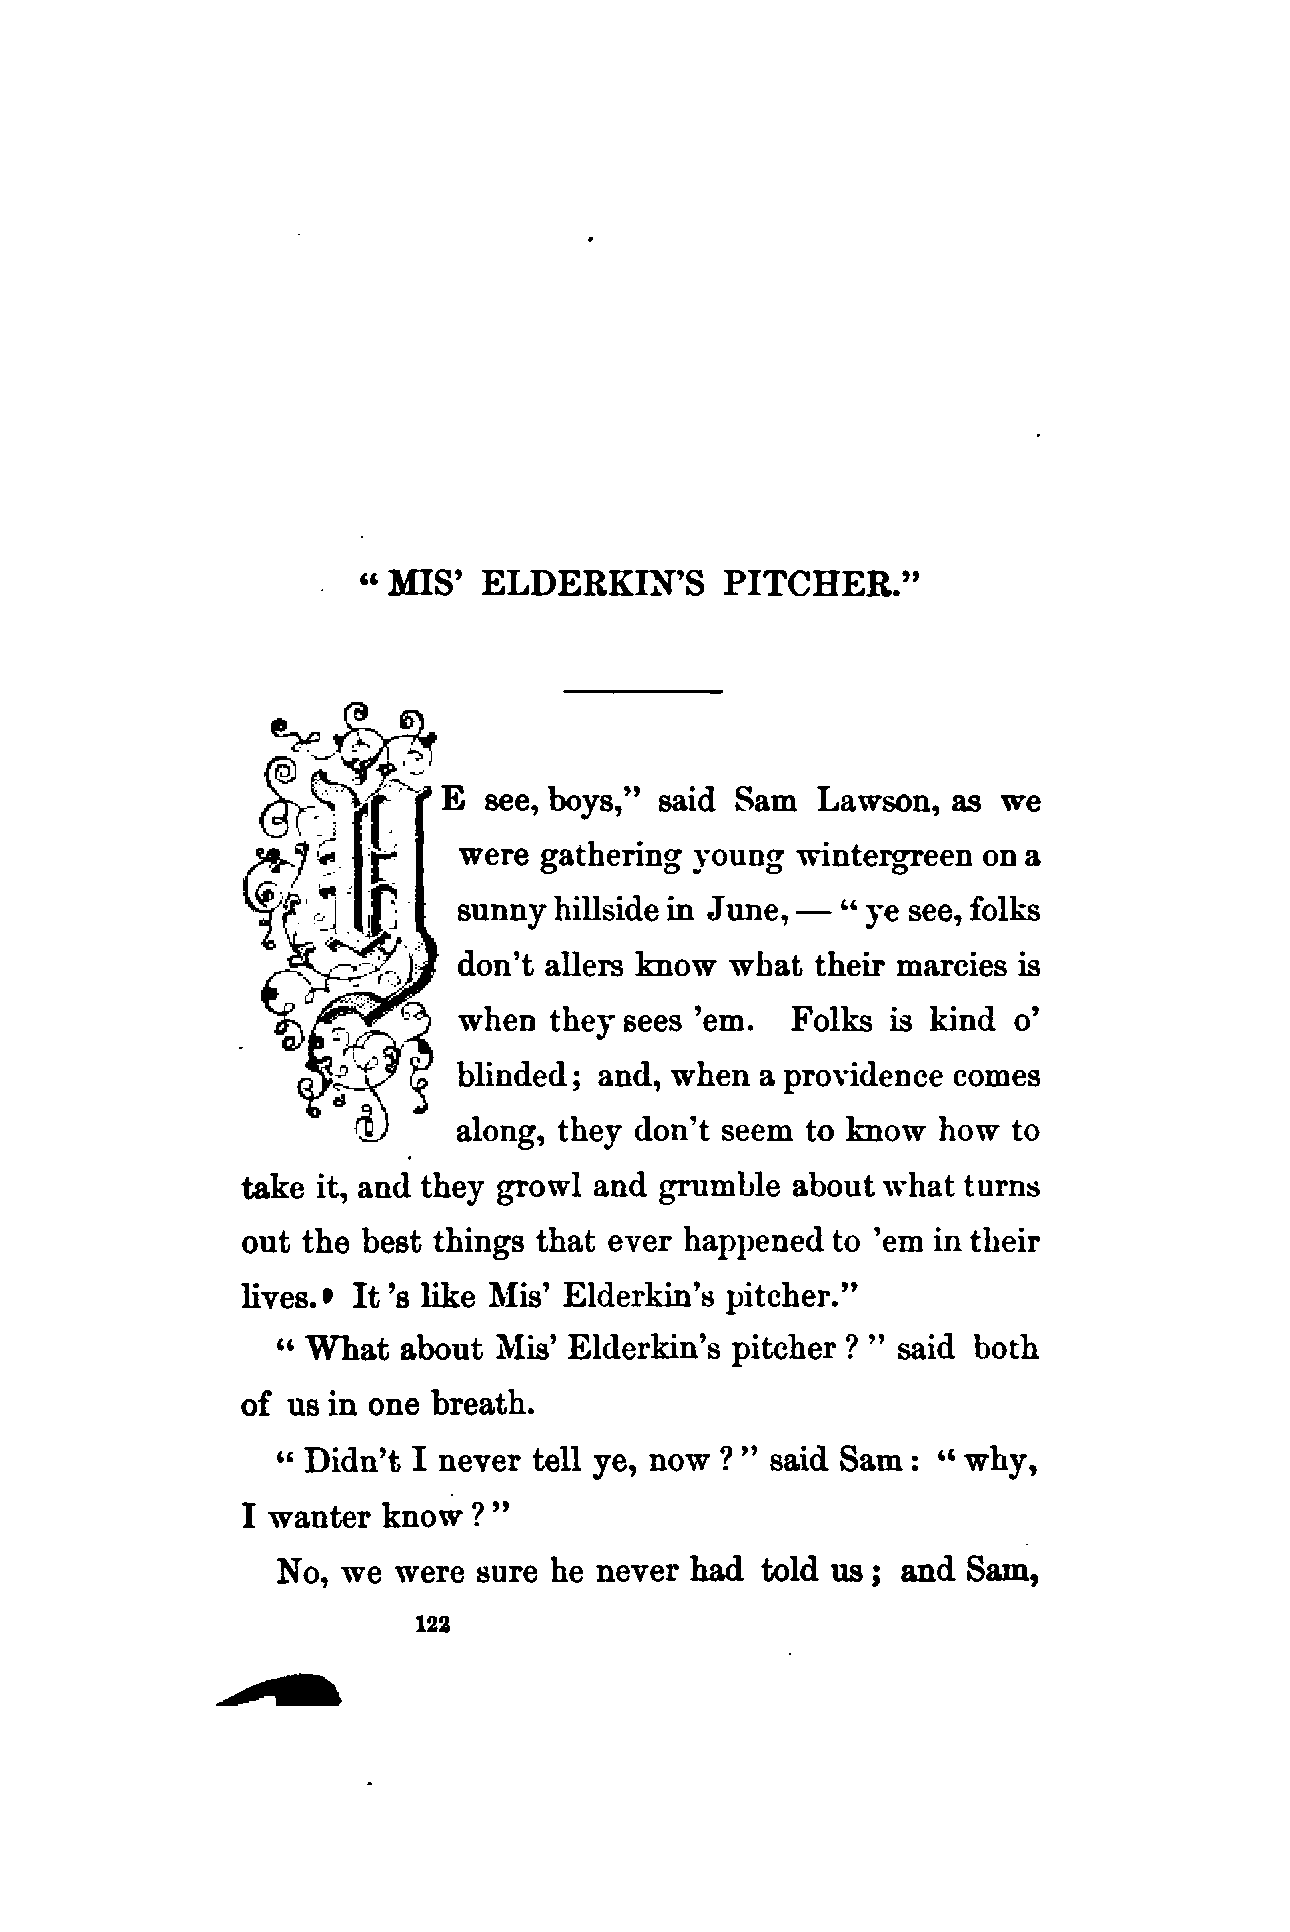 “ MIS’ ELDERKIN’S PITCHER.”
YE see, boys,” said Sam Lawson, as we
were gathering young wintergreen on a
sunny hillside in June, — “ ye see, folks
don’t allers know what their marcies is
when they sees ’em. Folks is kind o’
blinded; and, when a providence comes
along, they don’t seem to know how to
take it, and they growl and grumble about what turns
out the best things that ever happened to ’em in their
lives. It ’s like Mis’ Elderkin’s pitcher.”
“ What about Mis’ Elderkin’s pitcher ? ” said both
of us in one breath.
“ Didn’t I never tell ye, now ? ” said Sam : “ why,
I wanter know ? ”
No, we were sure he never had told us ; and Sam,
122